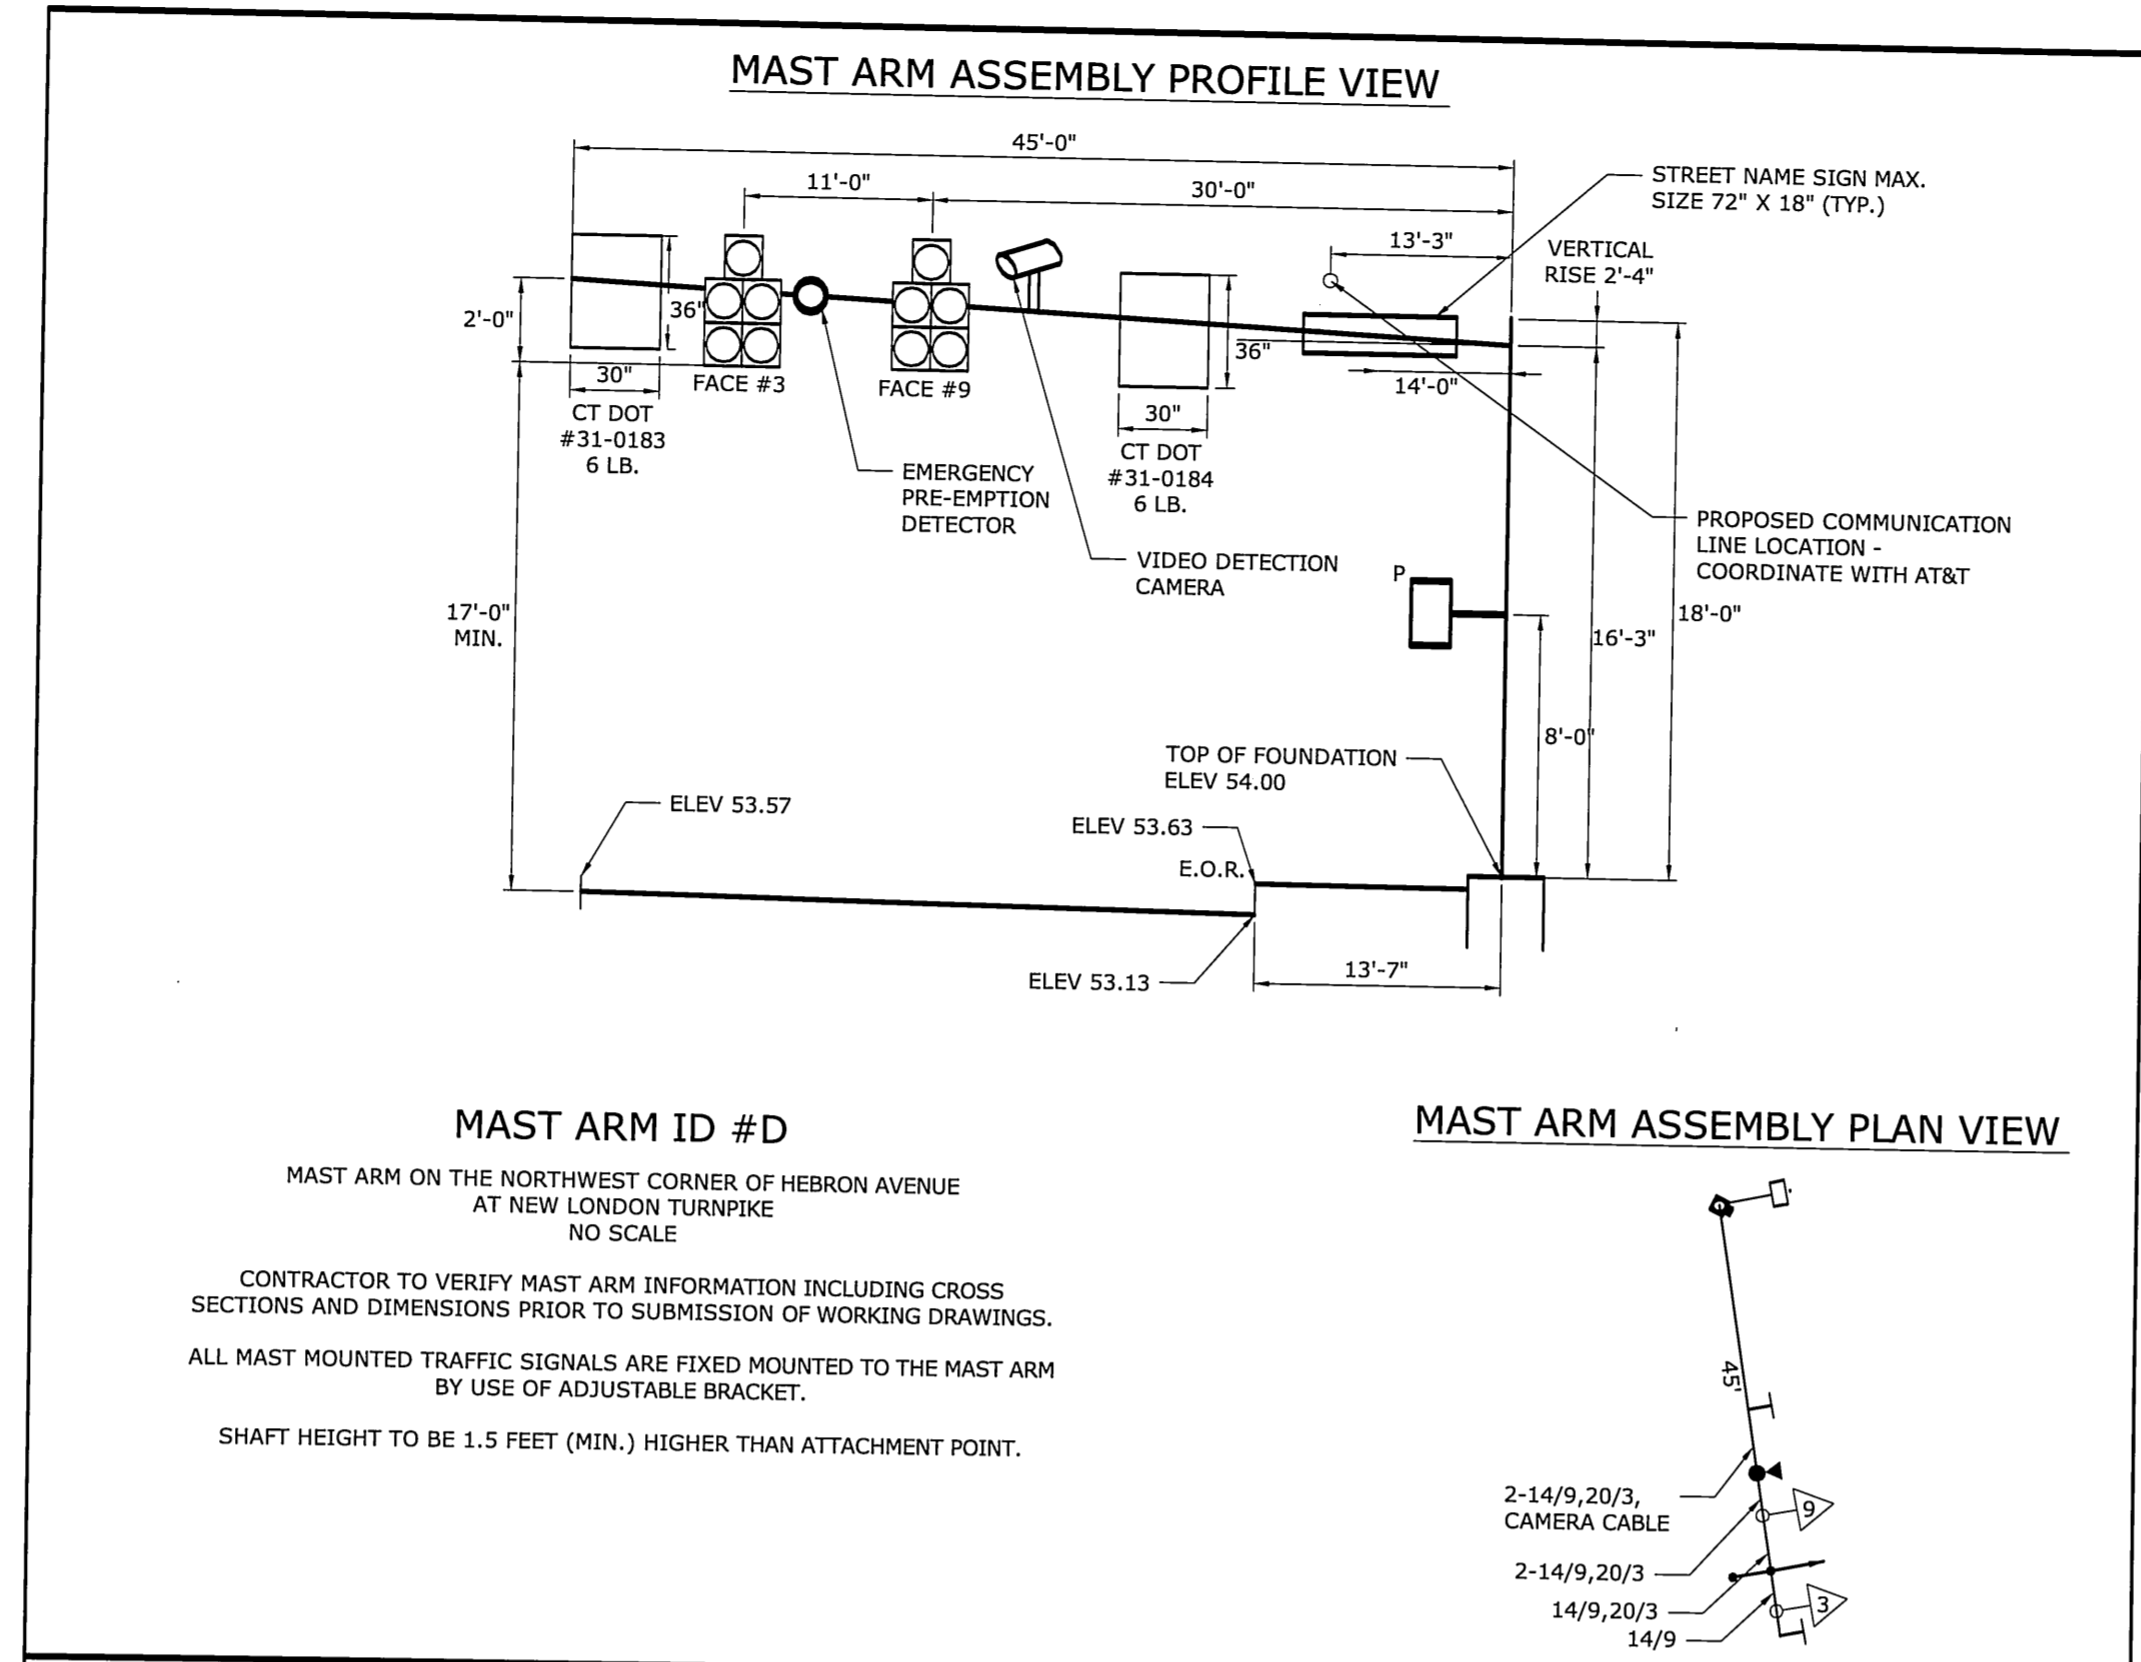 MAST ARM ASSEMBLY PROFILE VIEW
45'-0"
11'-0"
30'-0"
STREET NAME SIGN MAX.
SIZE 72" X 18" (TYP.)
13'-3"
VERTICAL
RISE 2'-4"
2'-0"
36"
36"
30"
FACE #3
FACE #9
14'-0"
CT DOT
#31-0183
6 LB.
30"
CT DOT
#31-0184
6 LB.
EMERGENCY
PRE-EMPTION
DETECTOR
VIDEO DETECTION
CAMERA
PROPOSED COMMUNICATION
LINE LOCATION -
COORDINATE WITH AT&T
P
17'-0"
MIN.
18'-0"
16'-3"
8'-0"
TOP OF FOUNDATION
ELEV 54.00
ELEV 53.57
ELEV 53.63
E.O.R.
ELEV 53.13
13'-7"
MAST ARM ID #D
MAST ARM ON THE NORTHWEST CORNER OF HEBRON AVENUE
AT NEW LONDON TURNPIKE
NO SCALE
CONTRACTOR TO VERIFY MAST ARM INFORMATION INCLUDING CROSS
SECTIONS AND DIMENSIONS PRIOR TO SUBMISSION OF WORKING DRAWINGS.
ALL MAST MOUNTED TRAFFIC SIGNALS ARE FIXED MOUNTED TO THE MAST ARM
BY USE OF ADJUSTABLE BRACKET.
SHAFT HEIGHT TO BE 1.5 FEET (MIN.) HIGHER THAN ATTACHMENT POINT.
MAST ARM ASSEMBLY PLAN VIEW
45'
2-14/9,20/3,
CAMERA CABLE
9
2-14/9,20/3
14/9,20/3
3
14/9